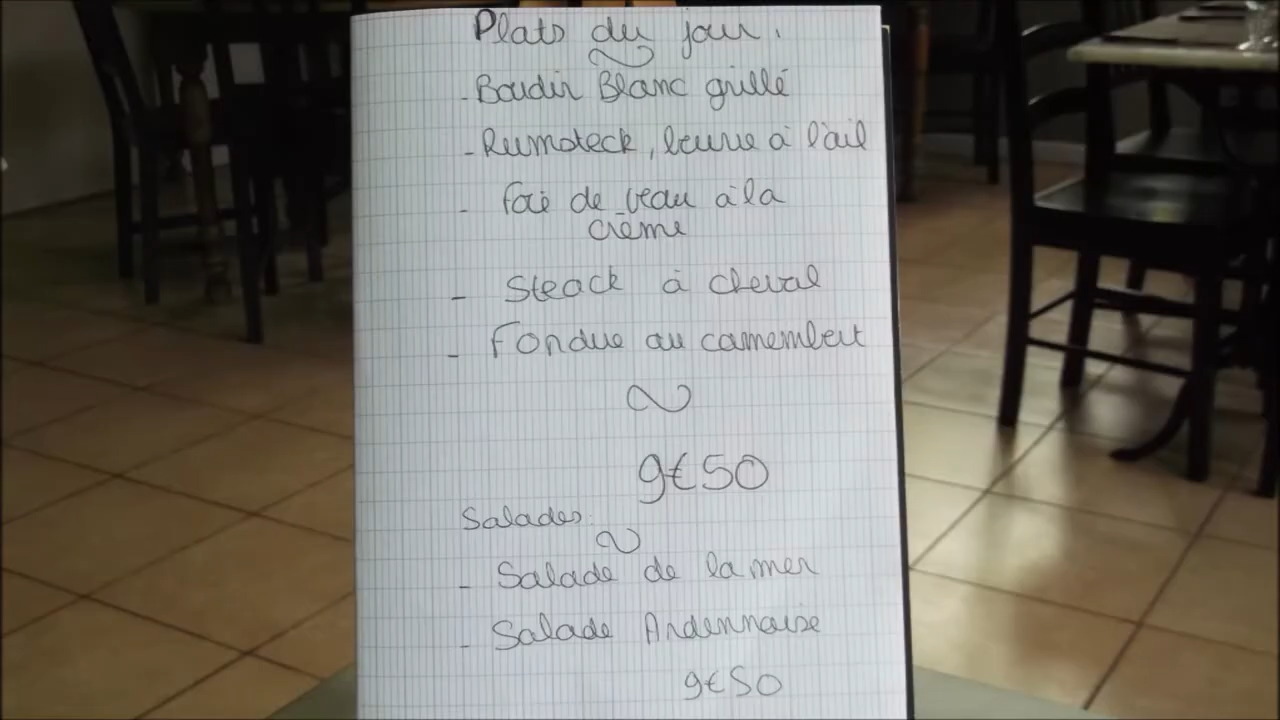 Plats du jour.
- Boudin Blanc grillé
- Rumsteck, beurre à l'ail
- foie de veau à la
crème
- Steack à cheval
- Fondue au camembert
9€50
Salades:
- Salade de la mer
- Salade Ardennaise
9€50